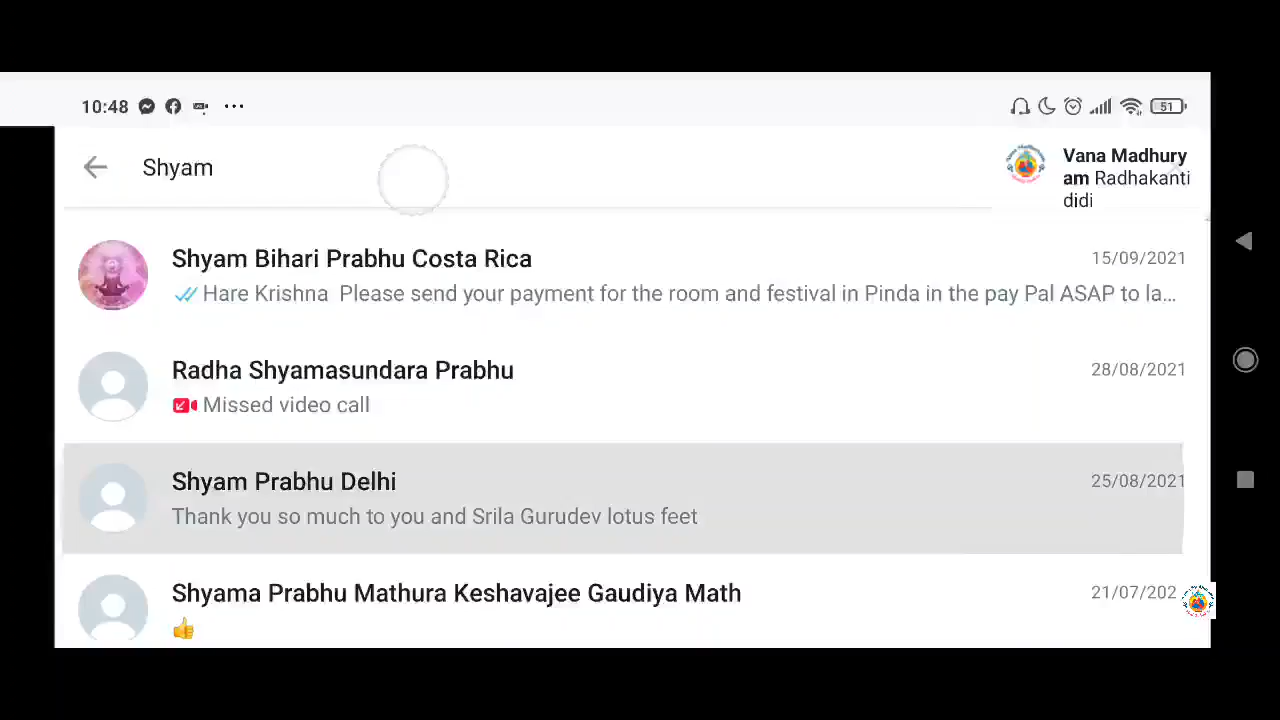 10:48
51
Shyam
Vana Madhury
am Radhakanti
didi
Shyam Bihari Prabhu Costa Rica
15/09/2021
Hare Krishna Please send your payment for the room and festival in Pinda in the pay Pal ASAP to la...
Radha Shyamasundara Prabhu
28/08/2021
Missed video call
Shyam Prabhu Delhi
25/08/2021
Thank you so much to you and Srila Gurudev lotus feet
Shyama Prabhu Mathura Keshavajee Gaudiya Math
21/07/202